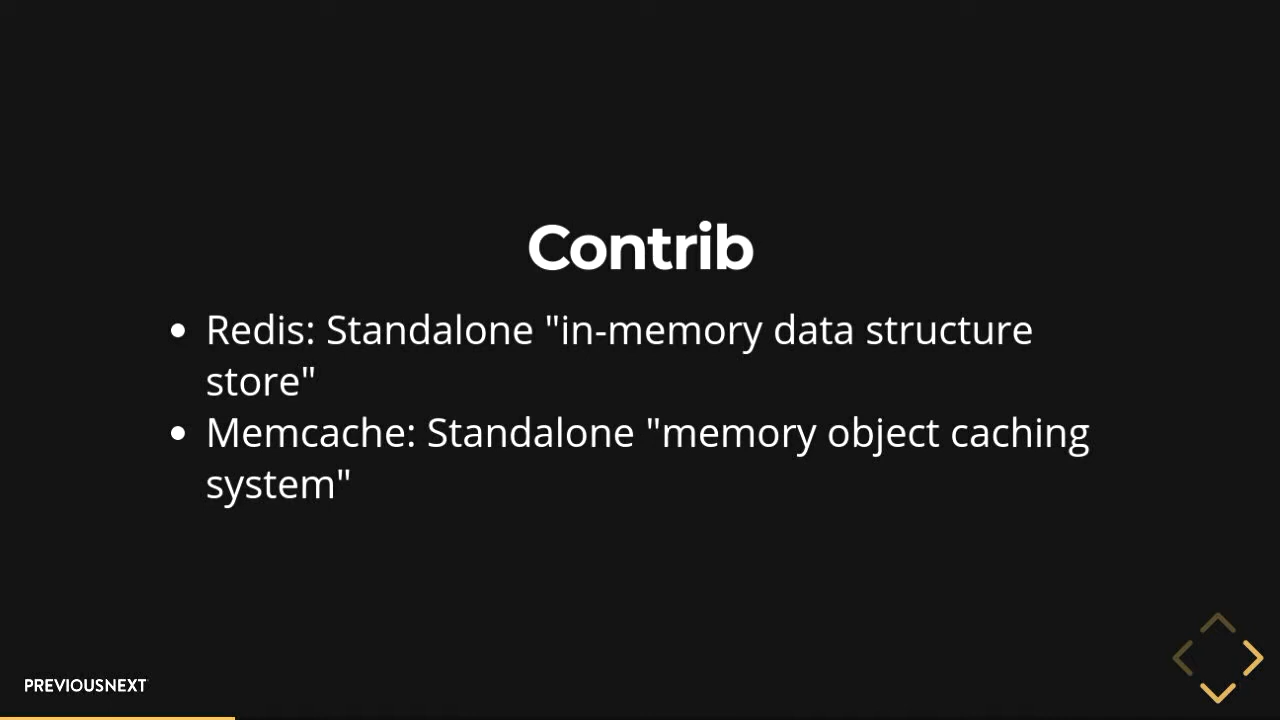 Contrib
Redis: Standalone "in-memory data structure
store"
Memcache: Standalone "memory object caching
system"
PREVIOUSNEXT